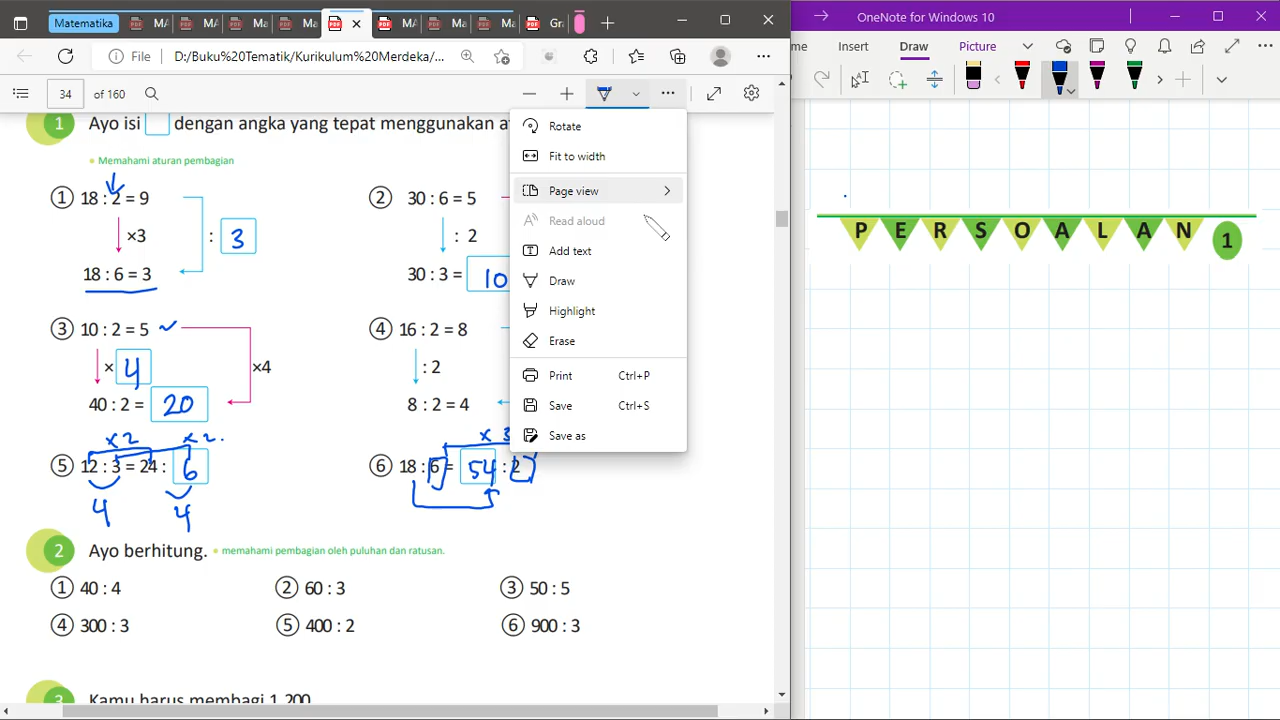 Matematika
MA
MA
Ma
Ma
MA
Ma
MA
Gr
OneNote for Windows 10
File
D:/Buku%20Tematik/Kurikulum%20Merdeka/...
me
Insert
Draw
Picture
34
of 160
1 Ayo isi dengan angka yang tepat menggunakan a
Memahami aturan pembagian
1 18 : 2 = 9
×3
: 3
18 : 6 = 3
2 30 : 6 = 5
: 2
30 : 3 = 10
3 10 : 2 = 5
× 4
×4
40 : 2 = 20
4 16 : 2 = 8
: 2
8 : 2 = 4
x 2
x 2.
5 12 : 3 = 24 : 6
4
4
x 3
6 18 : 6 = 54 : 2
2 Ayo berhitung. memahami pembagian oleh puluhan dan ratusan.
1 40 : 4
2 60 : 3
3 50 : 5
4 300 : 3
5 400 : 2
6 900 : 3
Kamu harus membagi 1.200
Rotate
Fit to width
Page view
Read aloud
Add text
Draw
Highlight
Erase
Print Ctrl+P
Save Ctrl+S
Save as
PERSOALAN 1